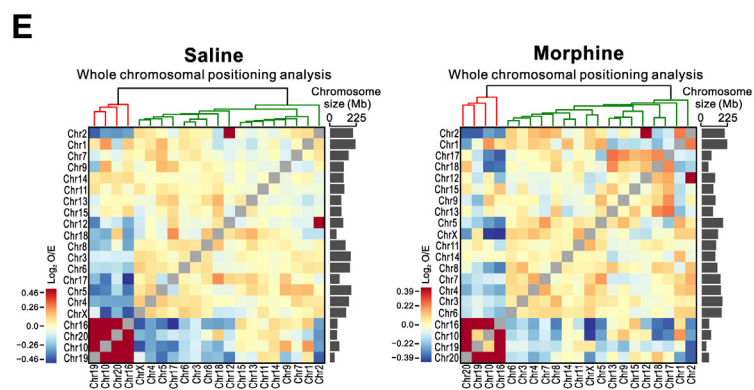 E
Saline
Whole chromosomal positioning analysis
Chromosome
size (Mb)
0 225
Chr2
Chr1
Chr7
Chr9
Chr14
Chr11
Chr13
Chr15
Chr12
Chr18
Chr8
Chr3
Chr6
Chr17
Chr5
Chr4
ChrX
Chr16
Chr20
Chr10
Chr19
Log2 O/E
0.46
0.26
0.00
-0.26
-0.46
Chr19 Chr10 Chr20 Chr16 ChrX Chr4 Chr5 Chr17 Chr6 Chr3 Chr8 Chr18 Chr12 Chr15 Chr13 Chr11 Chr14 Chr9 Chr7 Chr1 Chr2
Morphine
Whole chromosomal positioning analysis
Chromosome
size (Mb)
0 225
Chr2
Chr1
Chr17
Chr18
Chr12
Chr15
Chr9
Chr13
Chr5
ChrX
Chr11
Chr14
Chr8
Chr7
Chr4
Chr3
Chr6
Chr16
Chr10
Chr19
Chr20
Log2 O/E
0.39
0.22
0.00
-0.22
-0.39
Chr20 Chr19 Chr10 Chr16 Chr6 Chr3 Chr4 Chr7 Chr8 Chr14 Chr11 ChrX Chr5 Chr13 Chr9 Chr15 Chr12 Chr18 Chr17 Chr1 Chr2